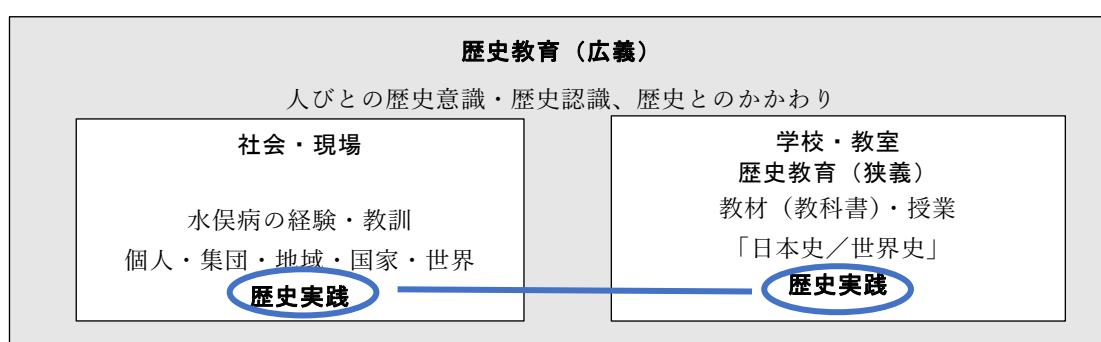 歴史教育（広義）
人びとの歴史意識・歴史認識、歴史とのかかわり
社会・現場
水俣病の経験・教訓
個人・集団・地域・国家・世界
歴史実践
学校・教室
歴史教育（狭義）
教材（教科書）・授業
「日本史／世界史」
歴史実践